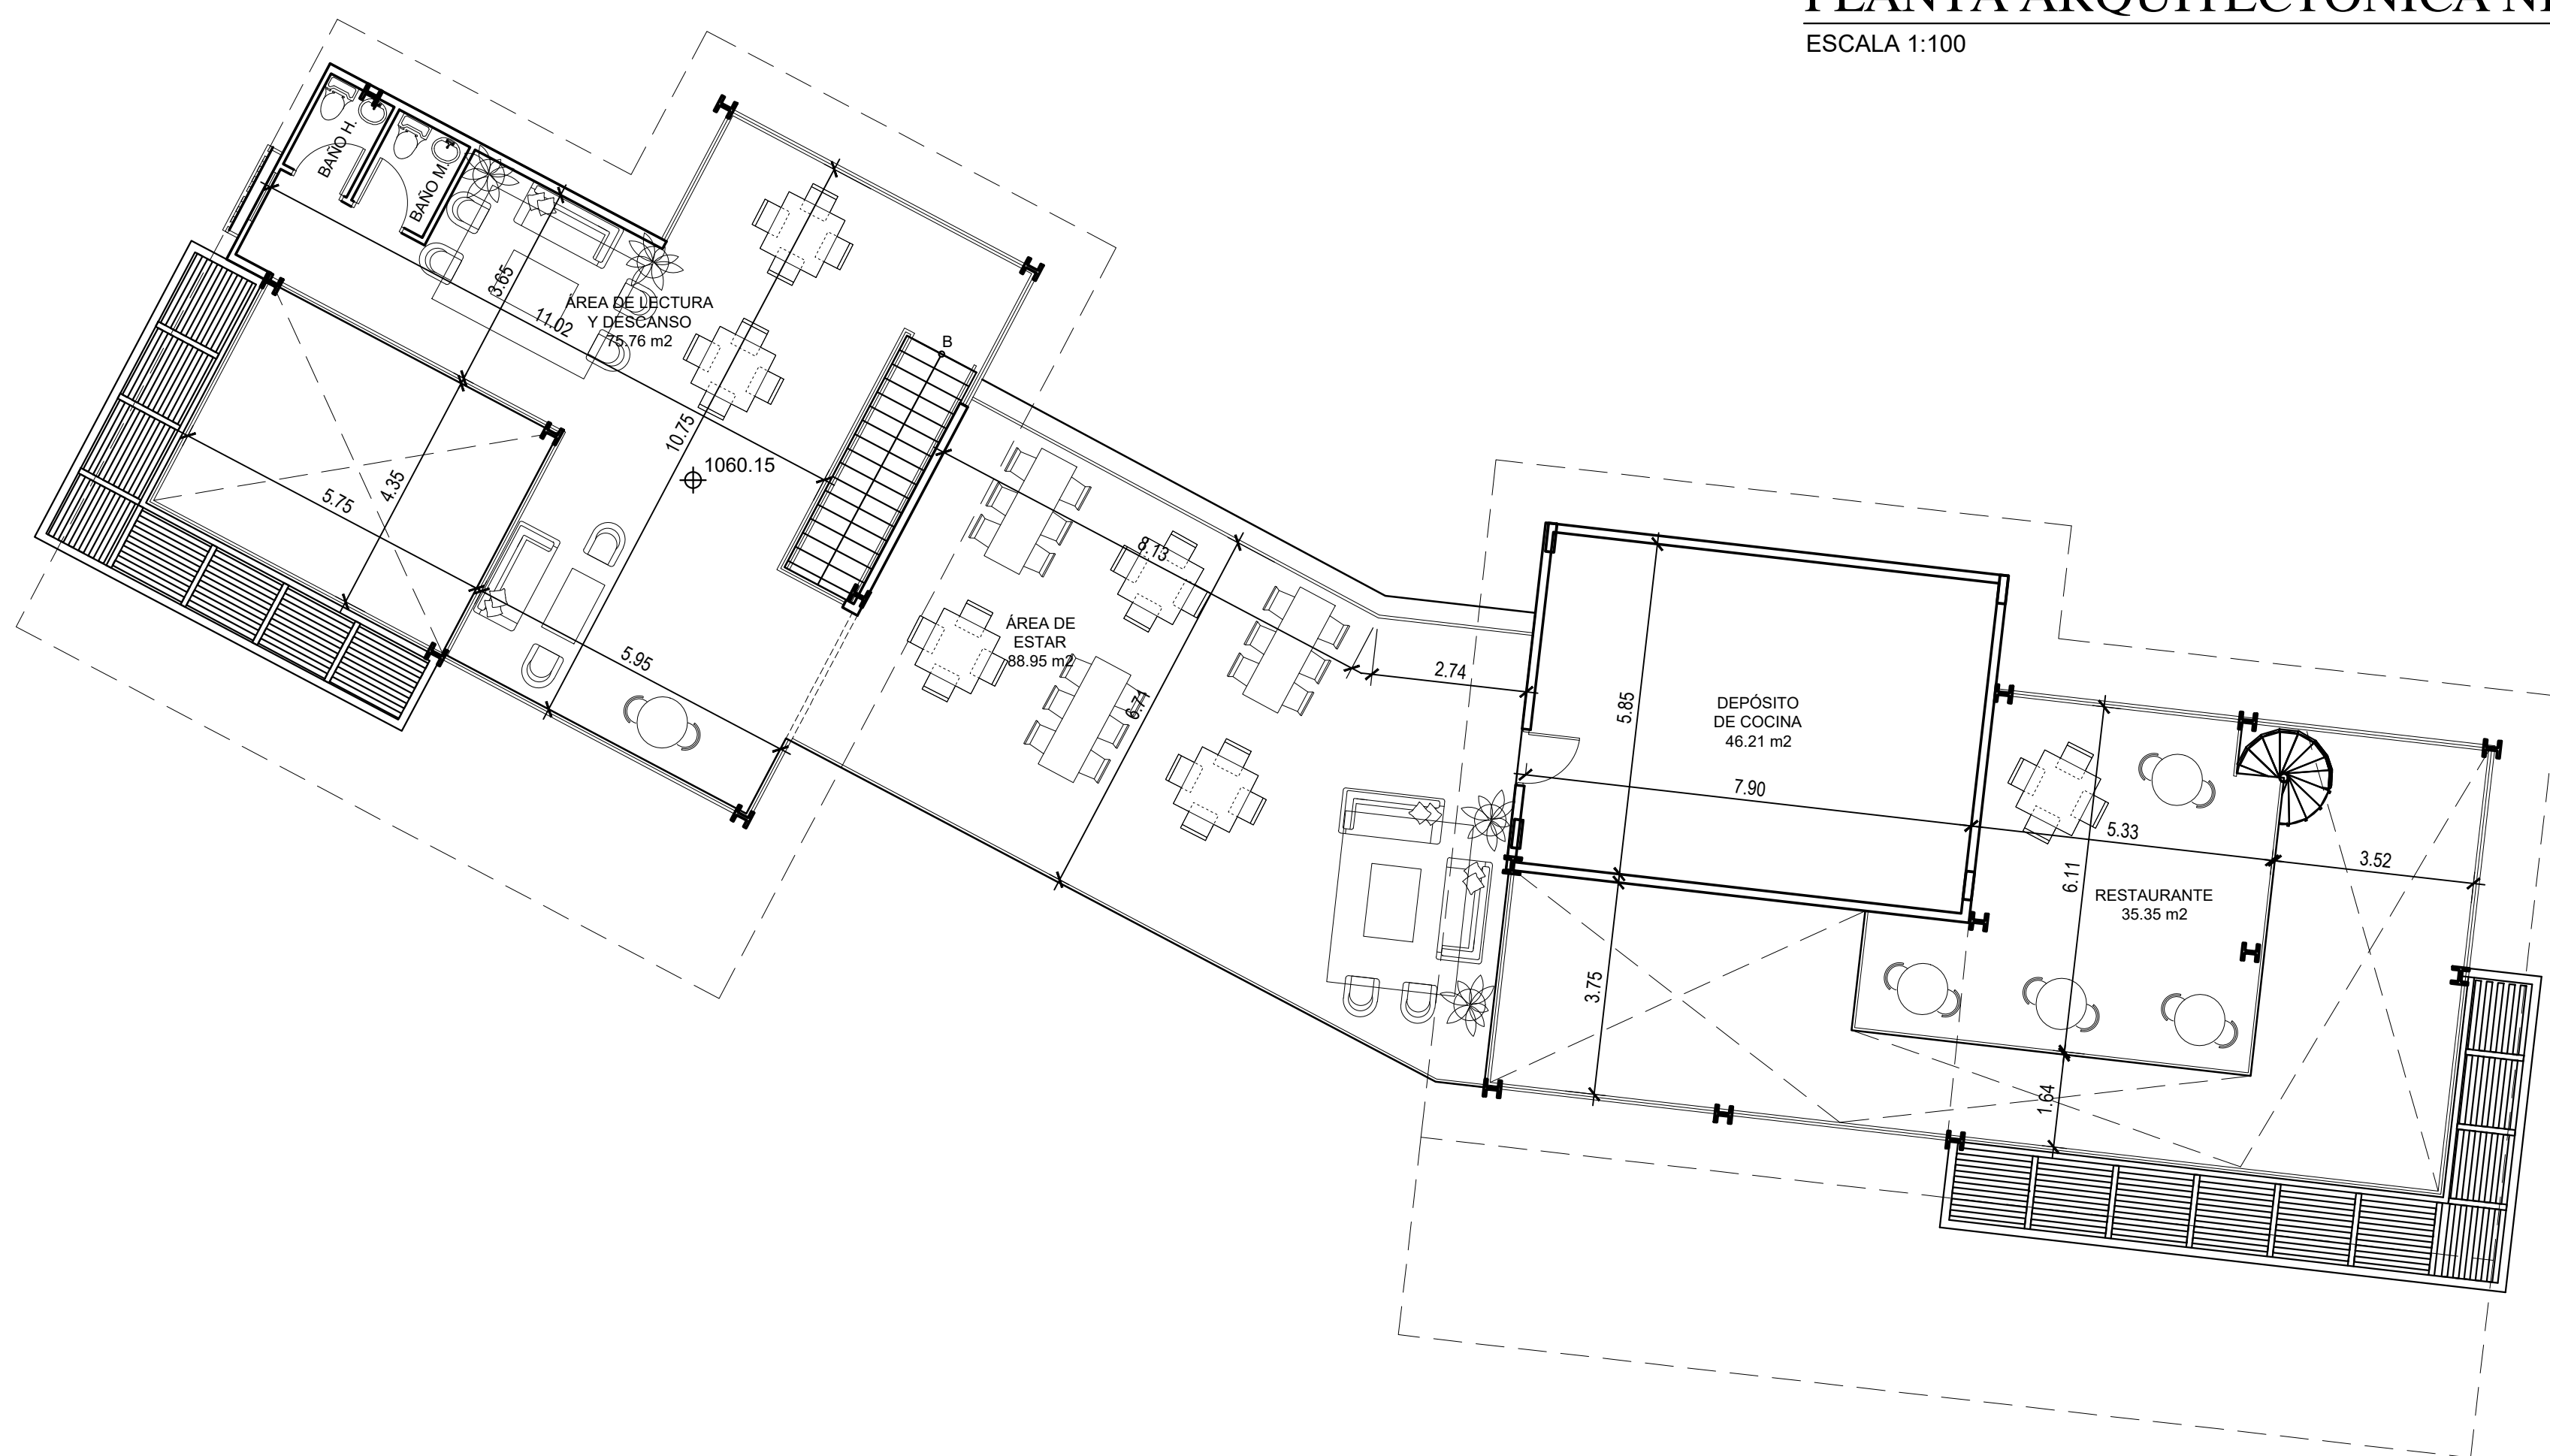 ESCALA 1:100
BAÑO H.
BAÑO M.
3.65
11.02
ÁREA DE LECTURA
Y DESCANSO
75.76 m2
B
10.75
1060.15
5.75
4.35
5.95
8.13
ÁREA DE
ESTAR
88.95 m2
6.71
2.74
5.85
DEPÓSITO
DE COCINA
46.21 m2
7.90
5.33
3.52
6.11
RESTAURANTE
35.35 m2
3.75
1.64